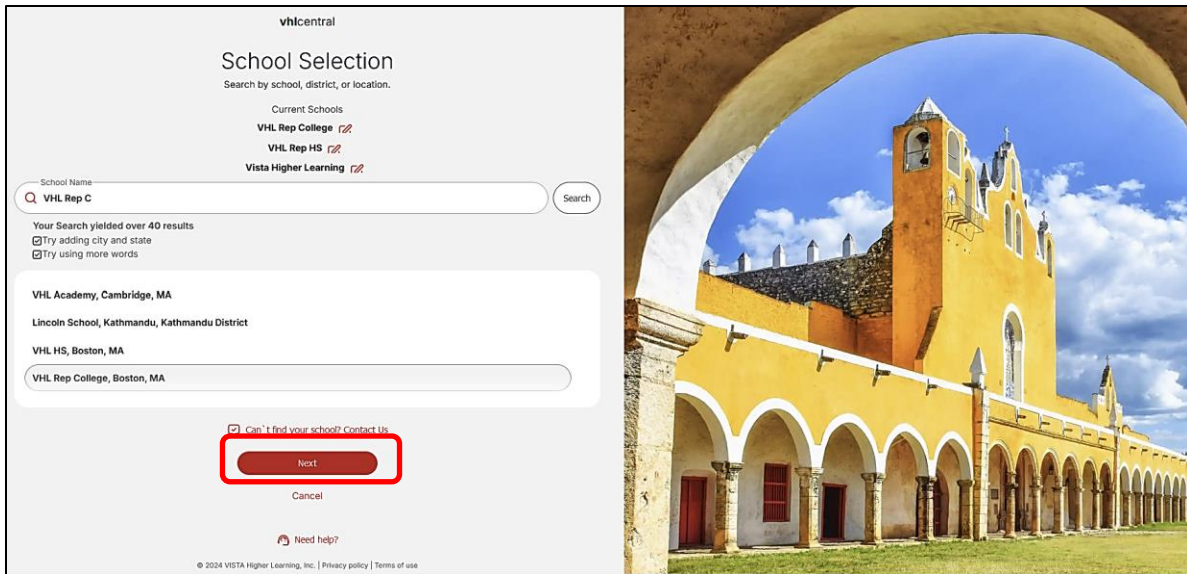 vhlcentral
School Selection
Search by school, district, or location.
Current Schools
VHL Rep College
VHL Rep HS
Vista Higher Learning
School Name
VHL Rep C
Search
Your Search yielded over 40 results
Try adding city and state
Try using more words
VHL Academy, Cambridge, MA
Lincoln School, Kathmandu, Kathmandu District
VHL HS, Boston, MA
VHL Rep College, Boston, MA
Can`t find your school? Contact Us
Next
Cancel
Need help?
© 2024 VISTA Higher Learning, Inc. | Privacy policy | Terms of use